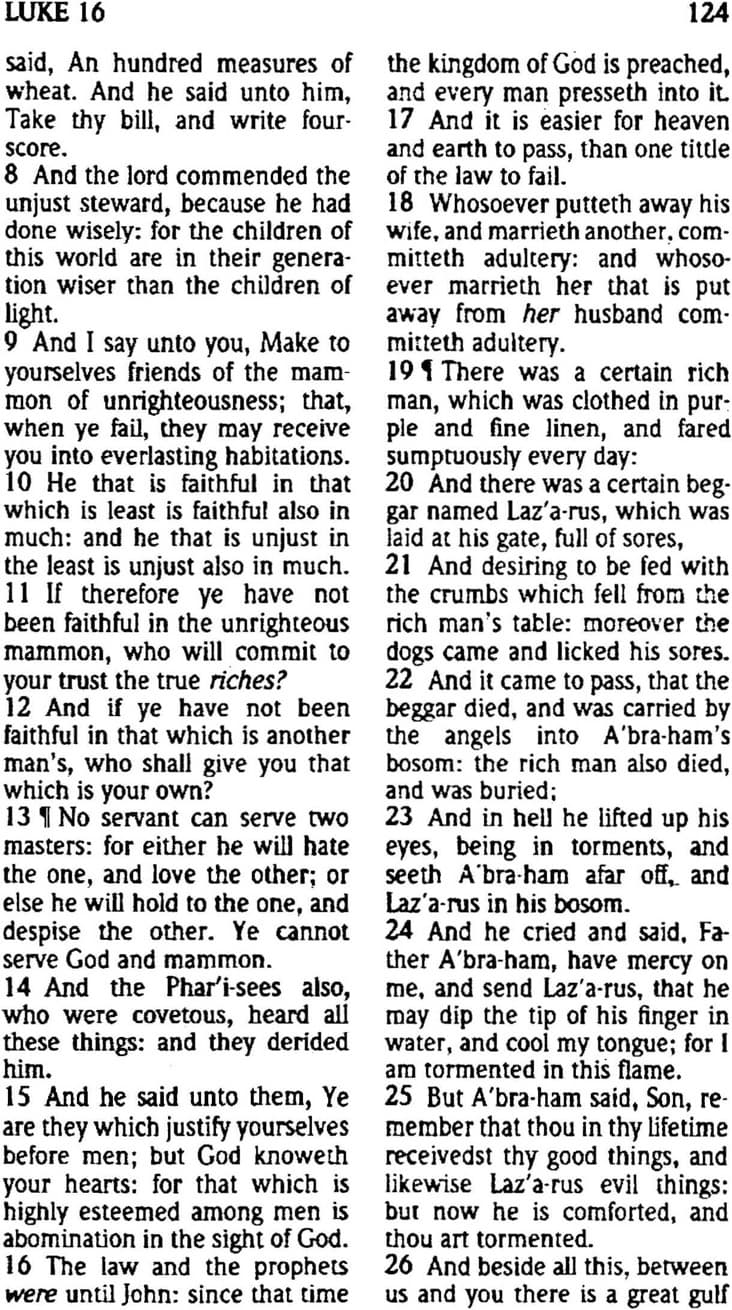 LUKE 16
124
said, An hundred measures of
wheat. And he said unto him,
Take thy bill, and write four-
score.
8 And the lord commended the
unjust steward, because he had
done wisely: for the children of
this world are in their genera-
tion wiser than the children of
light.
9 And I say unto you, Make to
yourselves friends of the mam-
mon of unrighteousness; that,
when ye fail, they may receive
you into everlasting habitations.
10 He that is faithful in that
which is least is faithful also in
much: and he that is unjust in
the least is unjust also in much.
11 If therefore ye have not
been faithful in the unrighteous
mammon, who will commit to
your trust the true riches?
12 And if ye have not been
faithful in that which is another
man's, who shall give you that
which is your own?
13 ¶ No servant can serve two
masters: for either he will hate
the one, and love the other; or
else he will hold to the one, and
despise the other. Ye cannot
serve God and mammon.
14 And the Phar'i-sees also,
who were covetous, heard all
these things: and they derided
him.
15 And he said unto them, Ye
are they which justify yourselves
before men; but God knoweth
your hearts: for that which is
highly esteemed among men is
abomination in the sight of God.
16 The law and the prophets
were until John: since that time
the kingdom of God is preached,
and every man presseth into it.
17 And it is easier for heaven
and earth to pass, than one tittle
of the law to fail.
18 Whosoever putteth away his
wife, and marrieth another, com-
mitteth adultery: and whoso-
ever marrieth her that is put
away from her husband com-
mitteth adultery.
19 ¶ There was a certain rich
man, which was clothed in pur-
ple and fine linen, and fared
sumptuously every day:
20 And there was a certain beg-
gar named Laz'a-rus, which was
laid at his gate, full of sores,
21 And desiring to be fed with
the crumbs which fell from the
rich man's table: moreover the
dogs came and licked his sores.
22 And it came to pass, that the
beggar died, and was carried by
the angels into A'bra-ham's
bosom: the rich man also died,
and was buried;
23 And in hell he lifted up his
eyes, being in torments, and
seeth A'bra-ham afar off, and
Laz'a-rus in his bosom.
24 And he cried and said, Fa-
ther A'bra-ham, have mercy on
me, and send Laz'a-rus, that he
may dip the tip of his finger in
water, and cool my tongue; for I
am tormented in this flame.
25 But A'bra-ham said, Son, re-
member that thou in thy lifetime
receivedst thy good things, and
likewise Laz'a-rus evil things:
but now he is comforted, and
thou art tormented.
26 And beside all this, between
us and you there is a great gulf